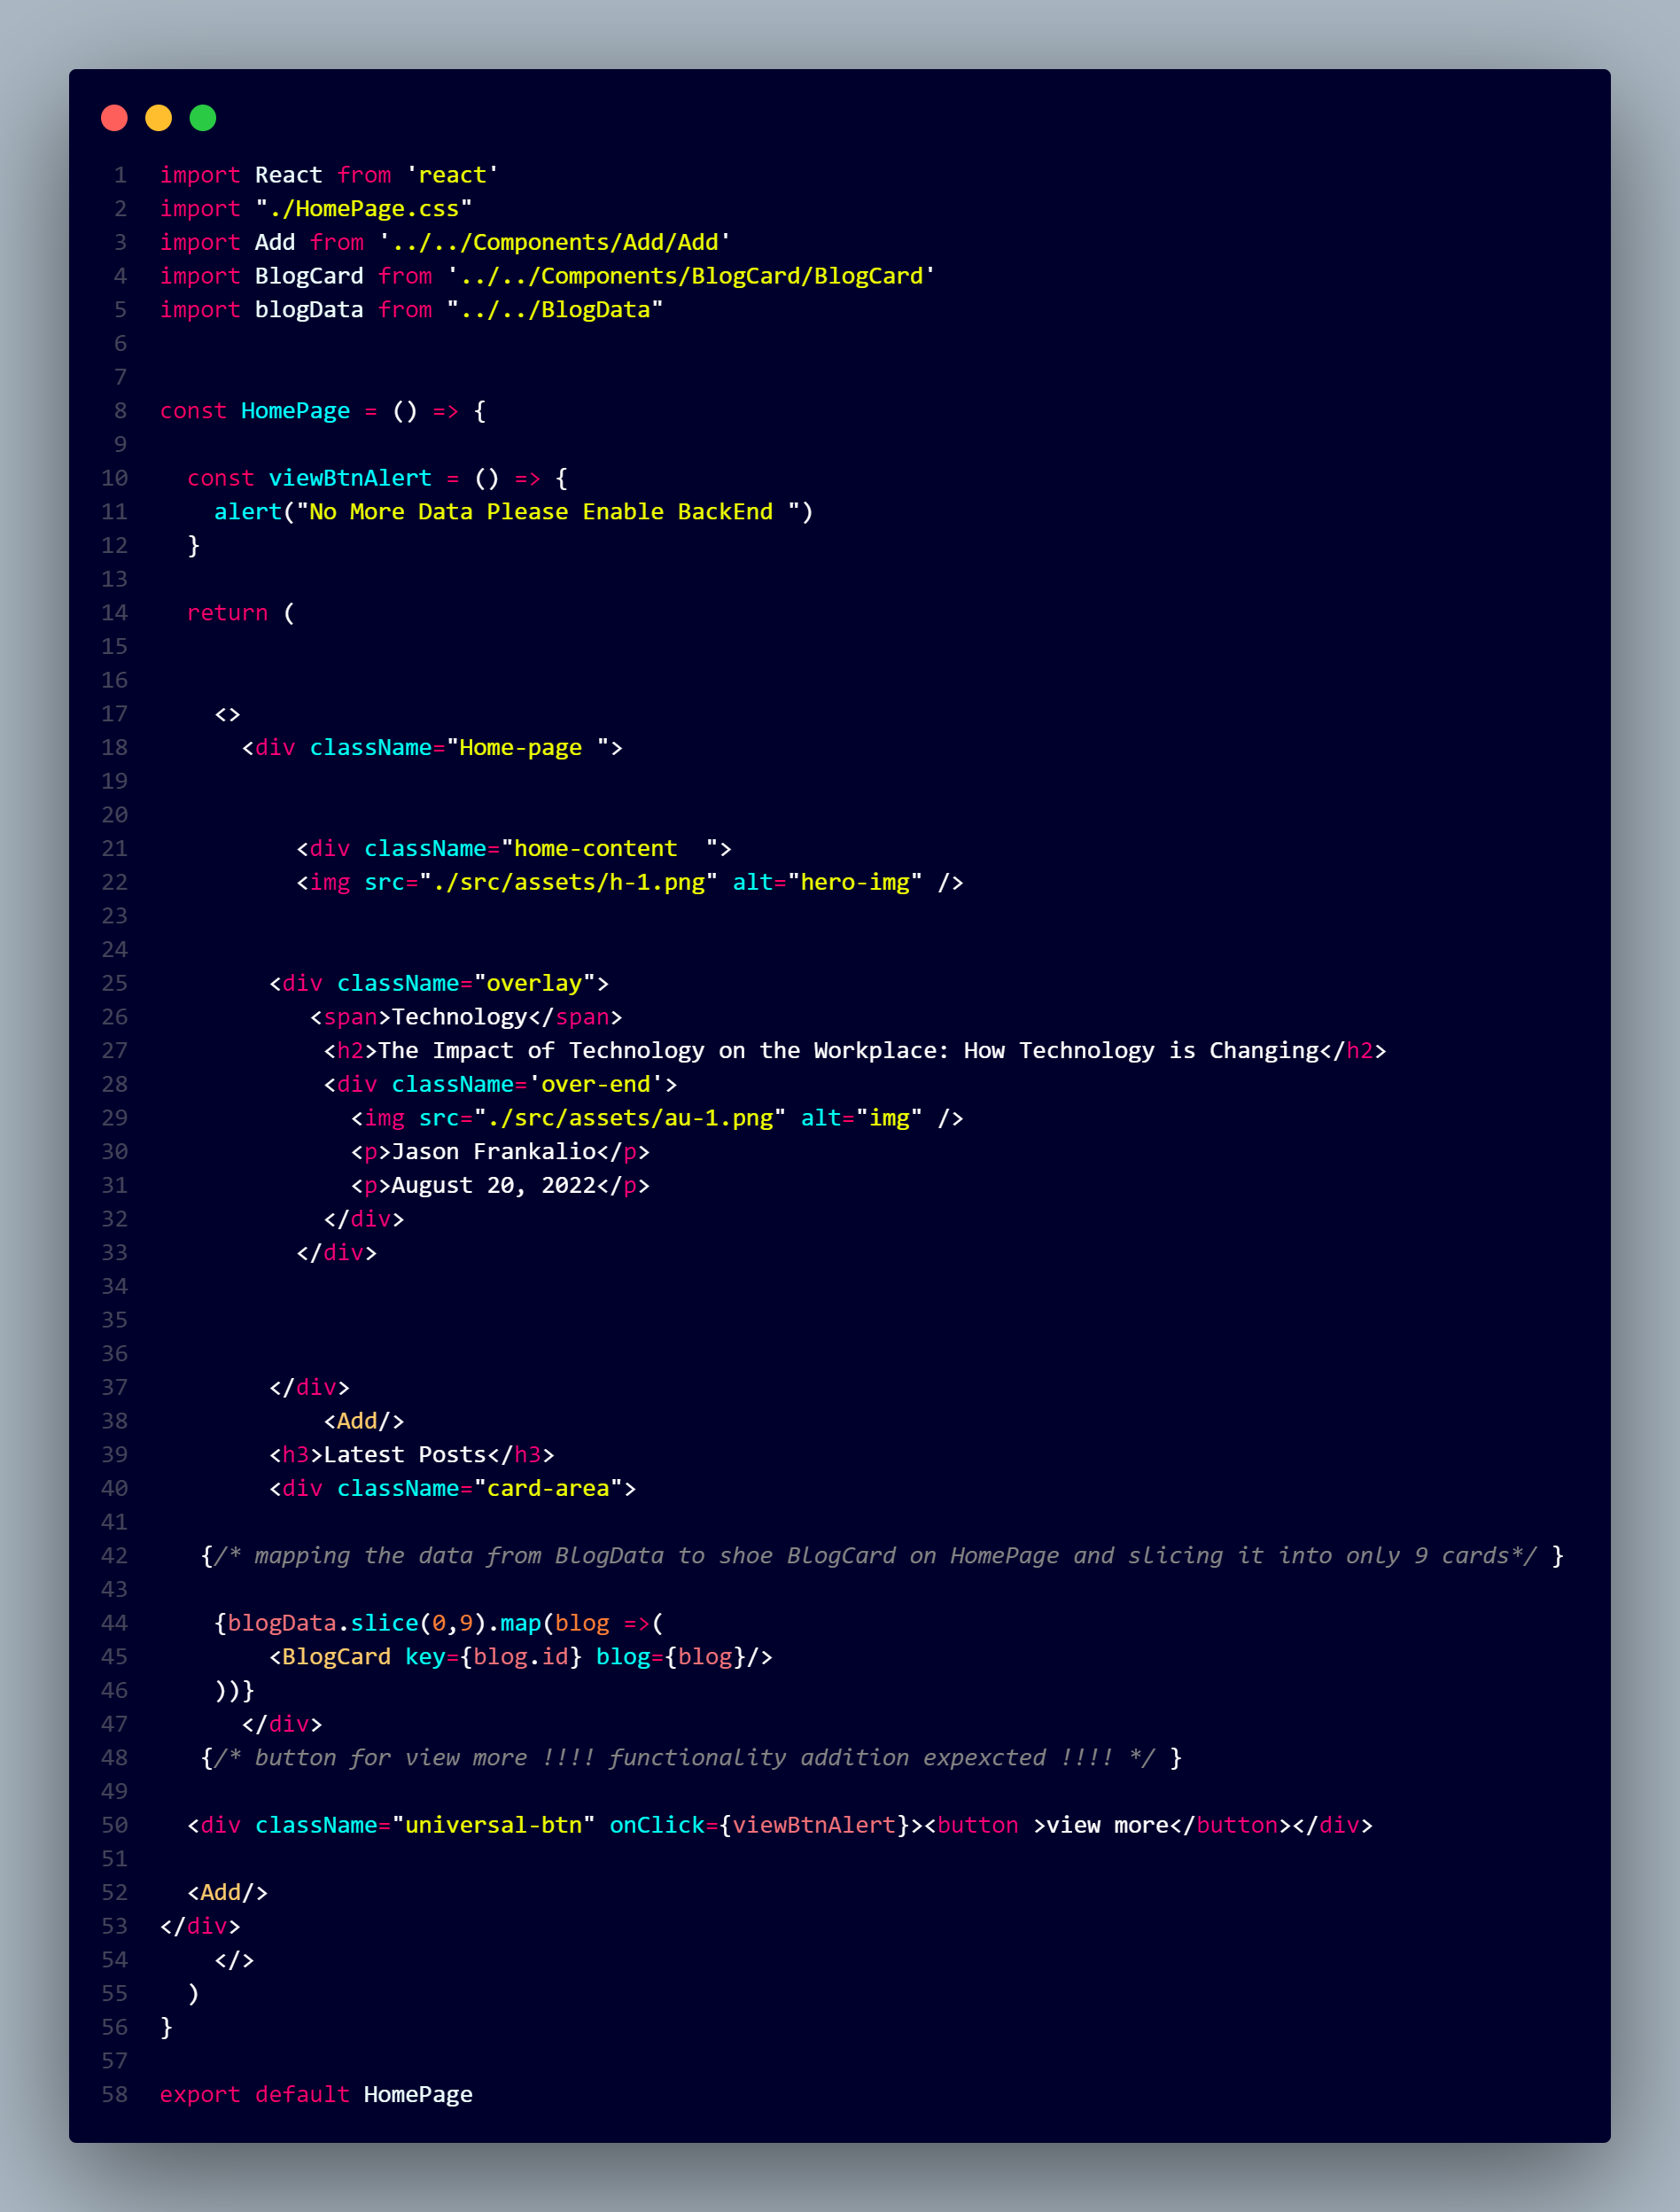 1 import React from 'react'
2 import "./HomePage.css"
3 import Add from '../../Components/Add/Add'
4 import BlogCard from '../../Components/BlogCard/BlogCard'
5 import blogData from "../../BlogData"
6
7
8 const HomePage = () => {
9
10   const viewBtnAlert = () => {
11     alert("No More Data Please Enable BackEnd ")
12   }
13
14   return (
15
16
17     <>
18       <div className="Home-page ">
19
20
21           <div className="home-content  ">
22           <img src="./src/assets/h-1.png" alt="hero-img" />
23
24
25         <div className="overlay">
26            <span>Technology</span>
27             <h2>The Impact of Technology on the Workplace: How Technology is Changing</h2>
28             <div className='over-end'>
29               <img src="./src/assets/au-1.png" alt="img" />
30               <p>Jason Frankalio</p>
31               <p>August 20, 2022</p>
32             </div>
33           </div>
34
35
36
37         </div>
38             <Add/>
39         <h3>Latest Posts</h3>
40         <div className="card-area">
41
42    {/* mapping the data from BlogData to shoe BlogCard on HomePage and slicing it into only 9 cards*/ }
43
44     {blogData.slice(0,9).map(blog =>(
45         <BlogCard key={blog.id} blog={blog}/>
46     ))}
47       </div>
48    {/* button for view more !!!! functionality addition expexcted !!!! */ }
49
50   <div className="universal-btn" onClick={viewBtnAlert}><button >view more</button></div>
51
52   <Add/>
53 </div>
54     </>
55   )
56 }
57
58 export default HomePage